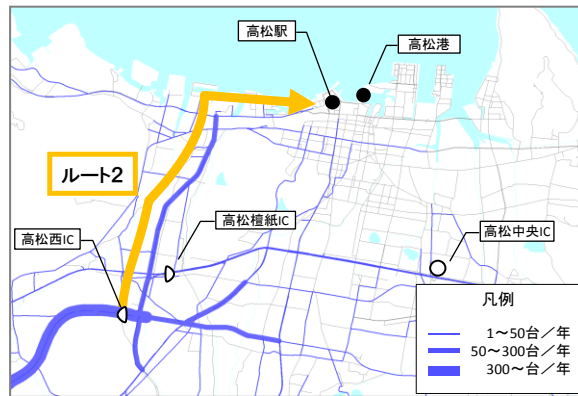 高松駅
高松港
ルート2
高松檀紙IC
高松西IC
高松中央IC
凡例
1～50台／年
50～300台／年
300～台／年